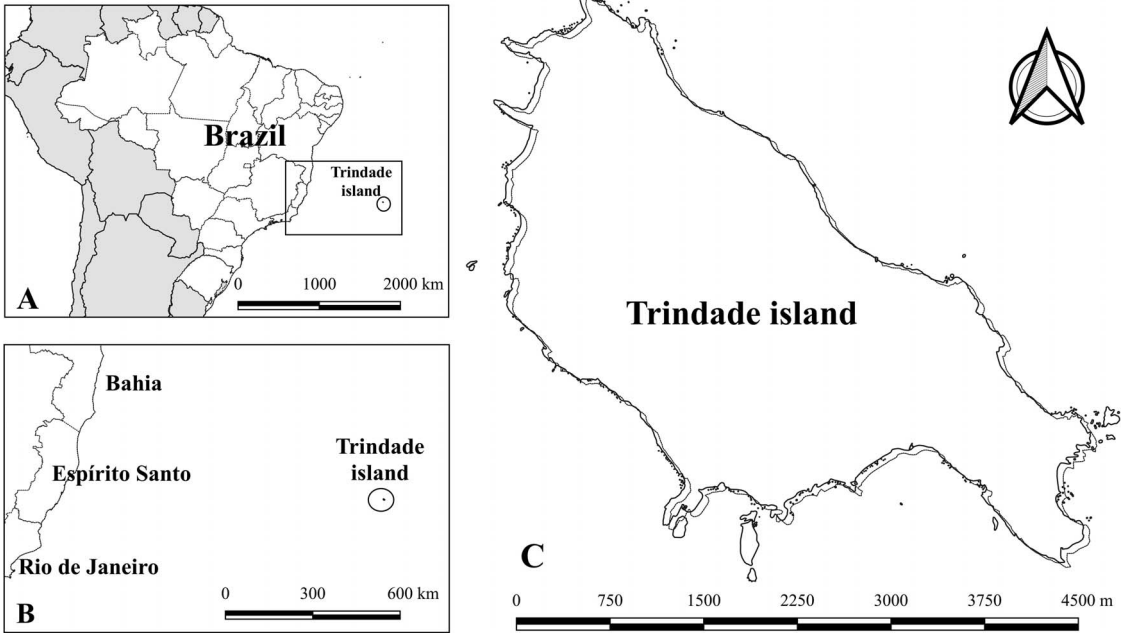 Brazil
Trindade
island
0 1000 2000 km
A
Bahia
Trindade
island
Espírito Santo
Rio de Janeiro
0 300 600 km
B
Trindade island
C
0 750 1500 2250 3000 3750 4500 m